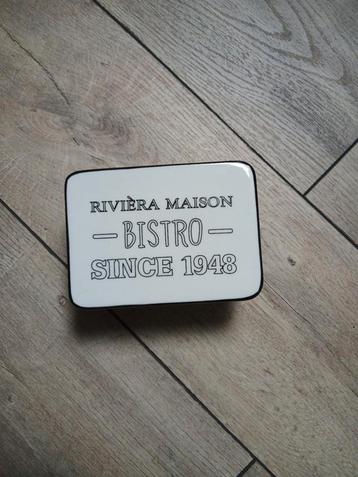 RIVIÈRA MAISON
— BISTRO —
SINCE 1948